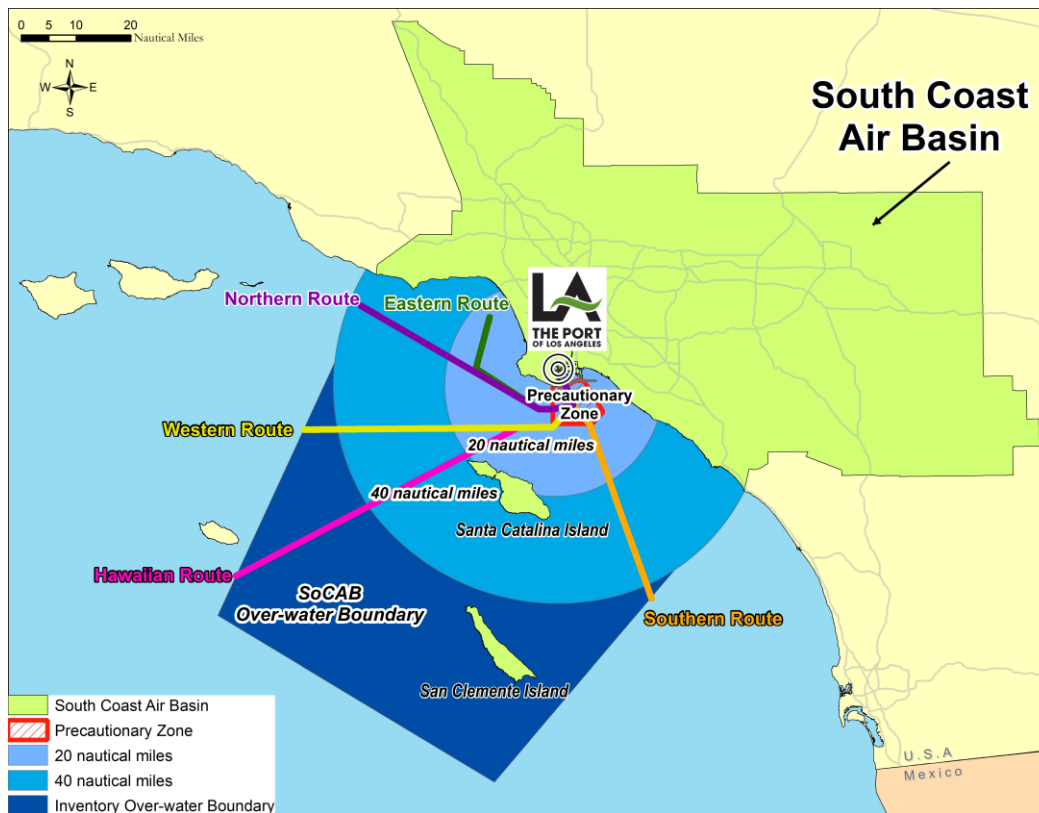 0 5 10 20
Nautical Miles
N
W E
S
South Coast
Air Basin
Northern Route
Eastern Route
LA
THE PORT
OF LOS ANGELES
Precautionary
Zone
Western Route
20 nautical miles
40 nautical miles
Santa Catalina Island
Hawaiian Route
SoCAB
Over-water Boundary
Southern Route
San Clemente Island
South Coast Air Basin
Precautionary Zone
20 nautical miles
40 nautical miles
Inventory Over-water Boundary
U.S.A
Mexico